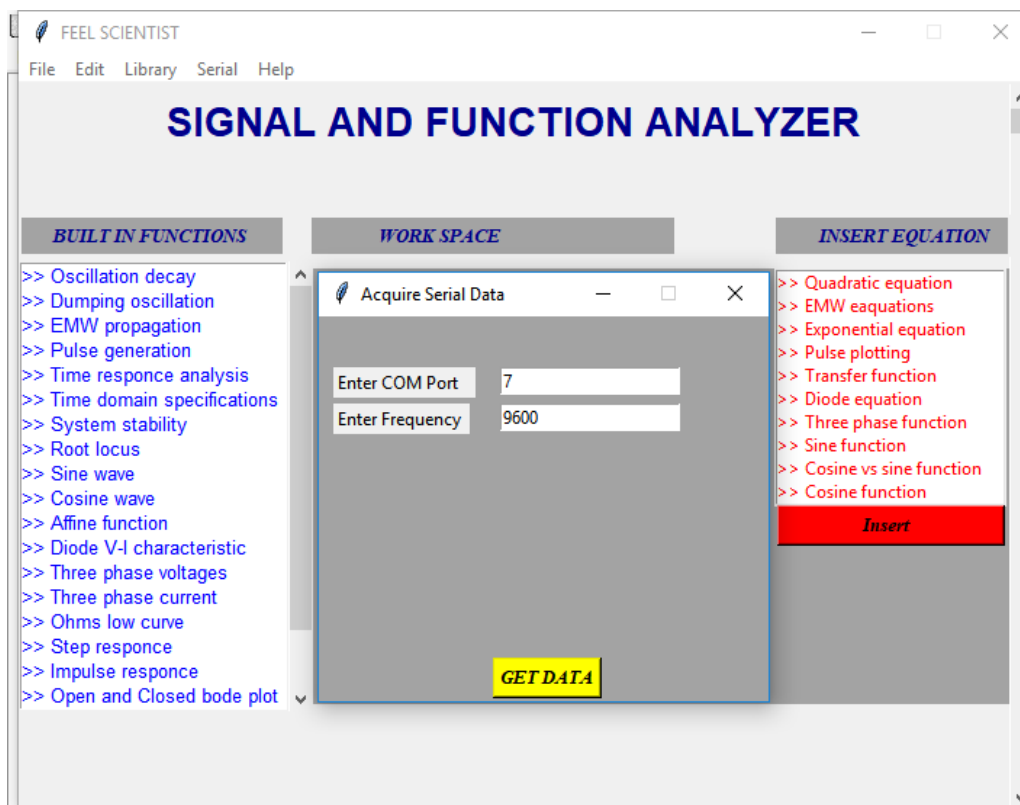 FEEL SCIENTIST
File Edit Library Serial Help
SIGNAL AND FUNCTION ANALYZER
BUILT IN FUNCTIONS
>> Oscillation decay
>> Dumping oscillation
>> EMW propagation
>> Pulse generation
>> Time responce analysis
>> Time domain specifications
>> System stability
>> Root locus
>> Sine wave
>> Cosine wave
>> Affine function
>> Diode V-I characteristic
>> Three phase voltages
>> Three phase current
>> Ohms low curve
>> Step responce
>> Impulse responce
>> Open and Closed bode plot
WORK SPACE
Acquire Serial Data
Enter COM Port 7
Enter Frequency 9600
GET DATA
INSERT EQUATION
>> Quadratic equation
>> EMW eaquations
>> Exponential equation
>> Pulse plotting
>> Transfer function
>> Diode equation
>> Three phase function
>> Sine function
>> Cosine vs sine function
>> Cosine function
Insert